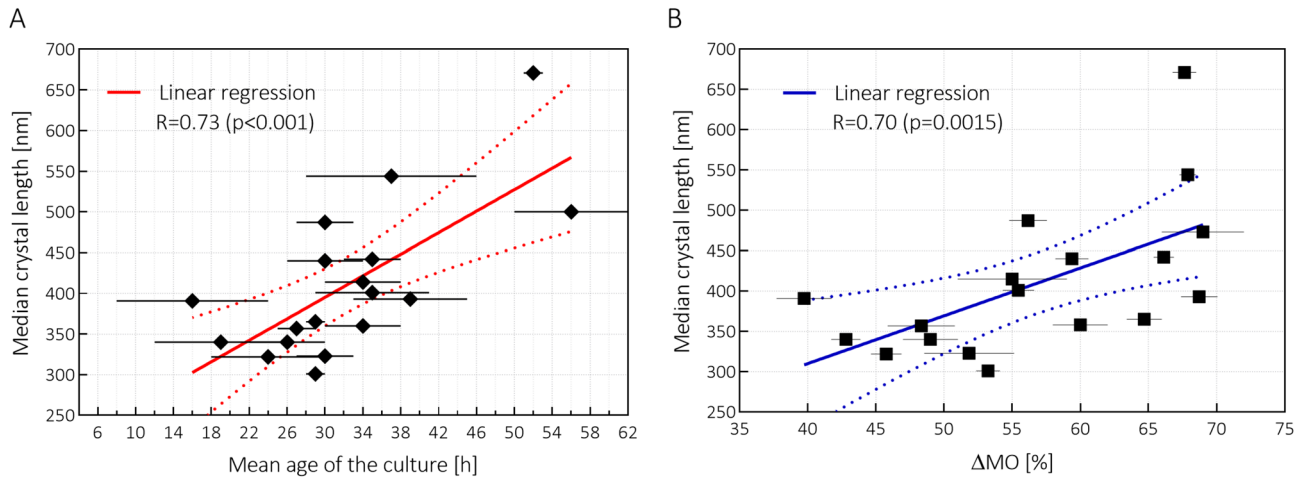 A
Median crystal length [nm]
700
650
600
550
500
450
400
350
300
250
Linear regression
R=0.73 (p<0.001)
6 10 14 18 22 26 30 34 38 42 46 50 54 58 62
Mean age of the culture [h]
B
Median crystal length [nm]
700
650
600
550
500
450
400
350
300
250
Linear regression
R=0.70 (p=0.0015)
35 40 45 50 55 60 65 70 75
ΔMO [%]